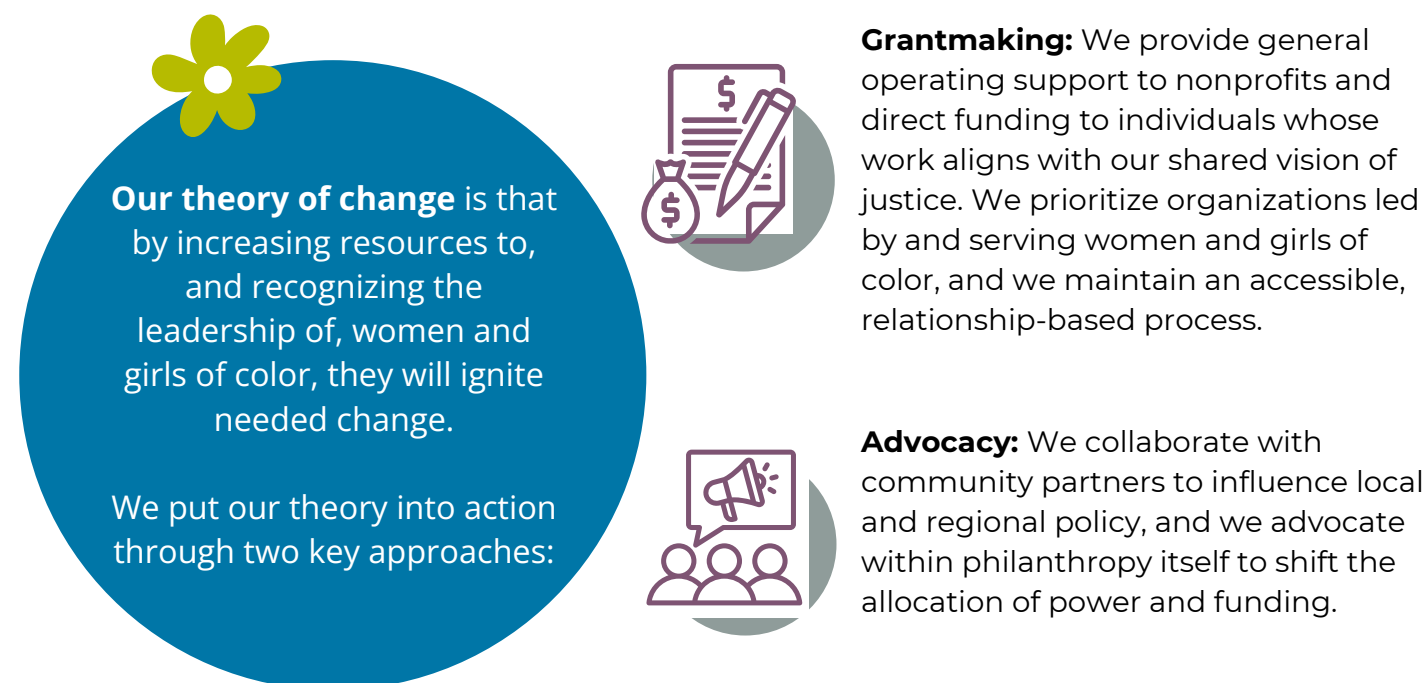 Our theory of change is that
by increasing resources to,
and recognizing the
leadership of, women and
girls of color, they will ignite
needed change.
We put our theory into action
through two key approaches:
Grantmaking: We provide general
operating support to nonprofits and
direct funding to individuals whose
work aligns with our shared vision of
justice. We prioritize organizations led
by and serving women and girls of
color, and we maintain an accessible,
relationship-based process.
Advocacy: We collaborate with
community partners to influence local
and regional policy, and we advocate
within philanthropy itself to shift the
allocation of power and funding.